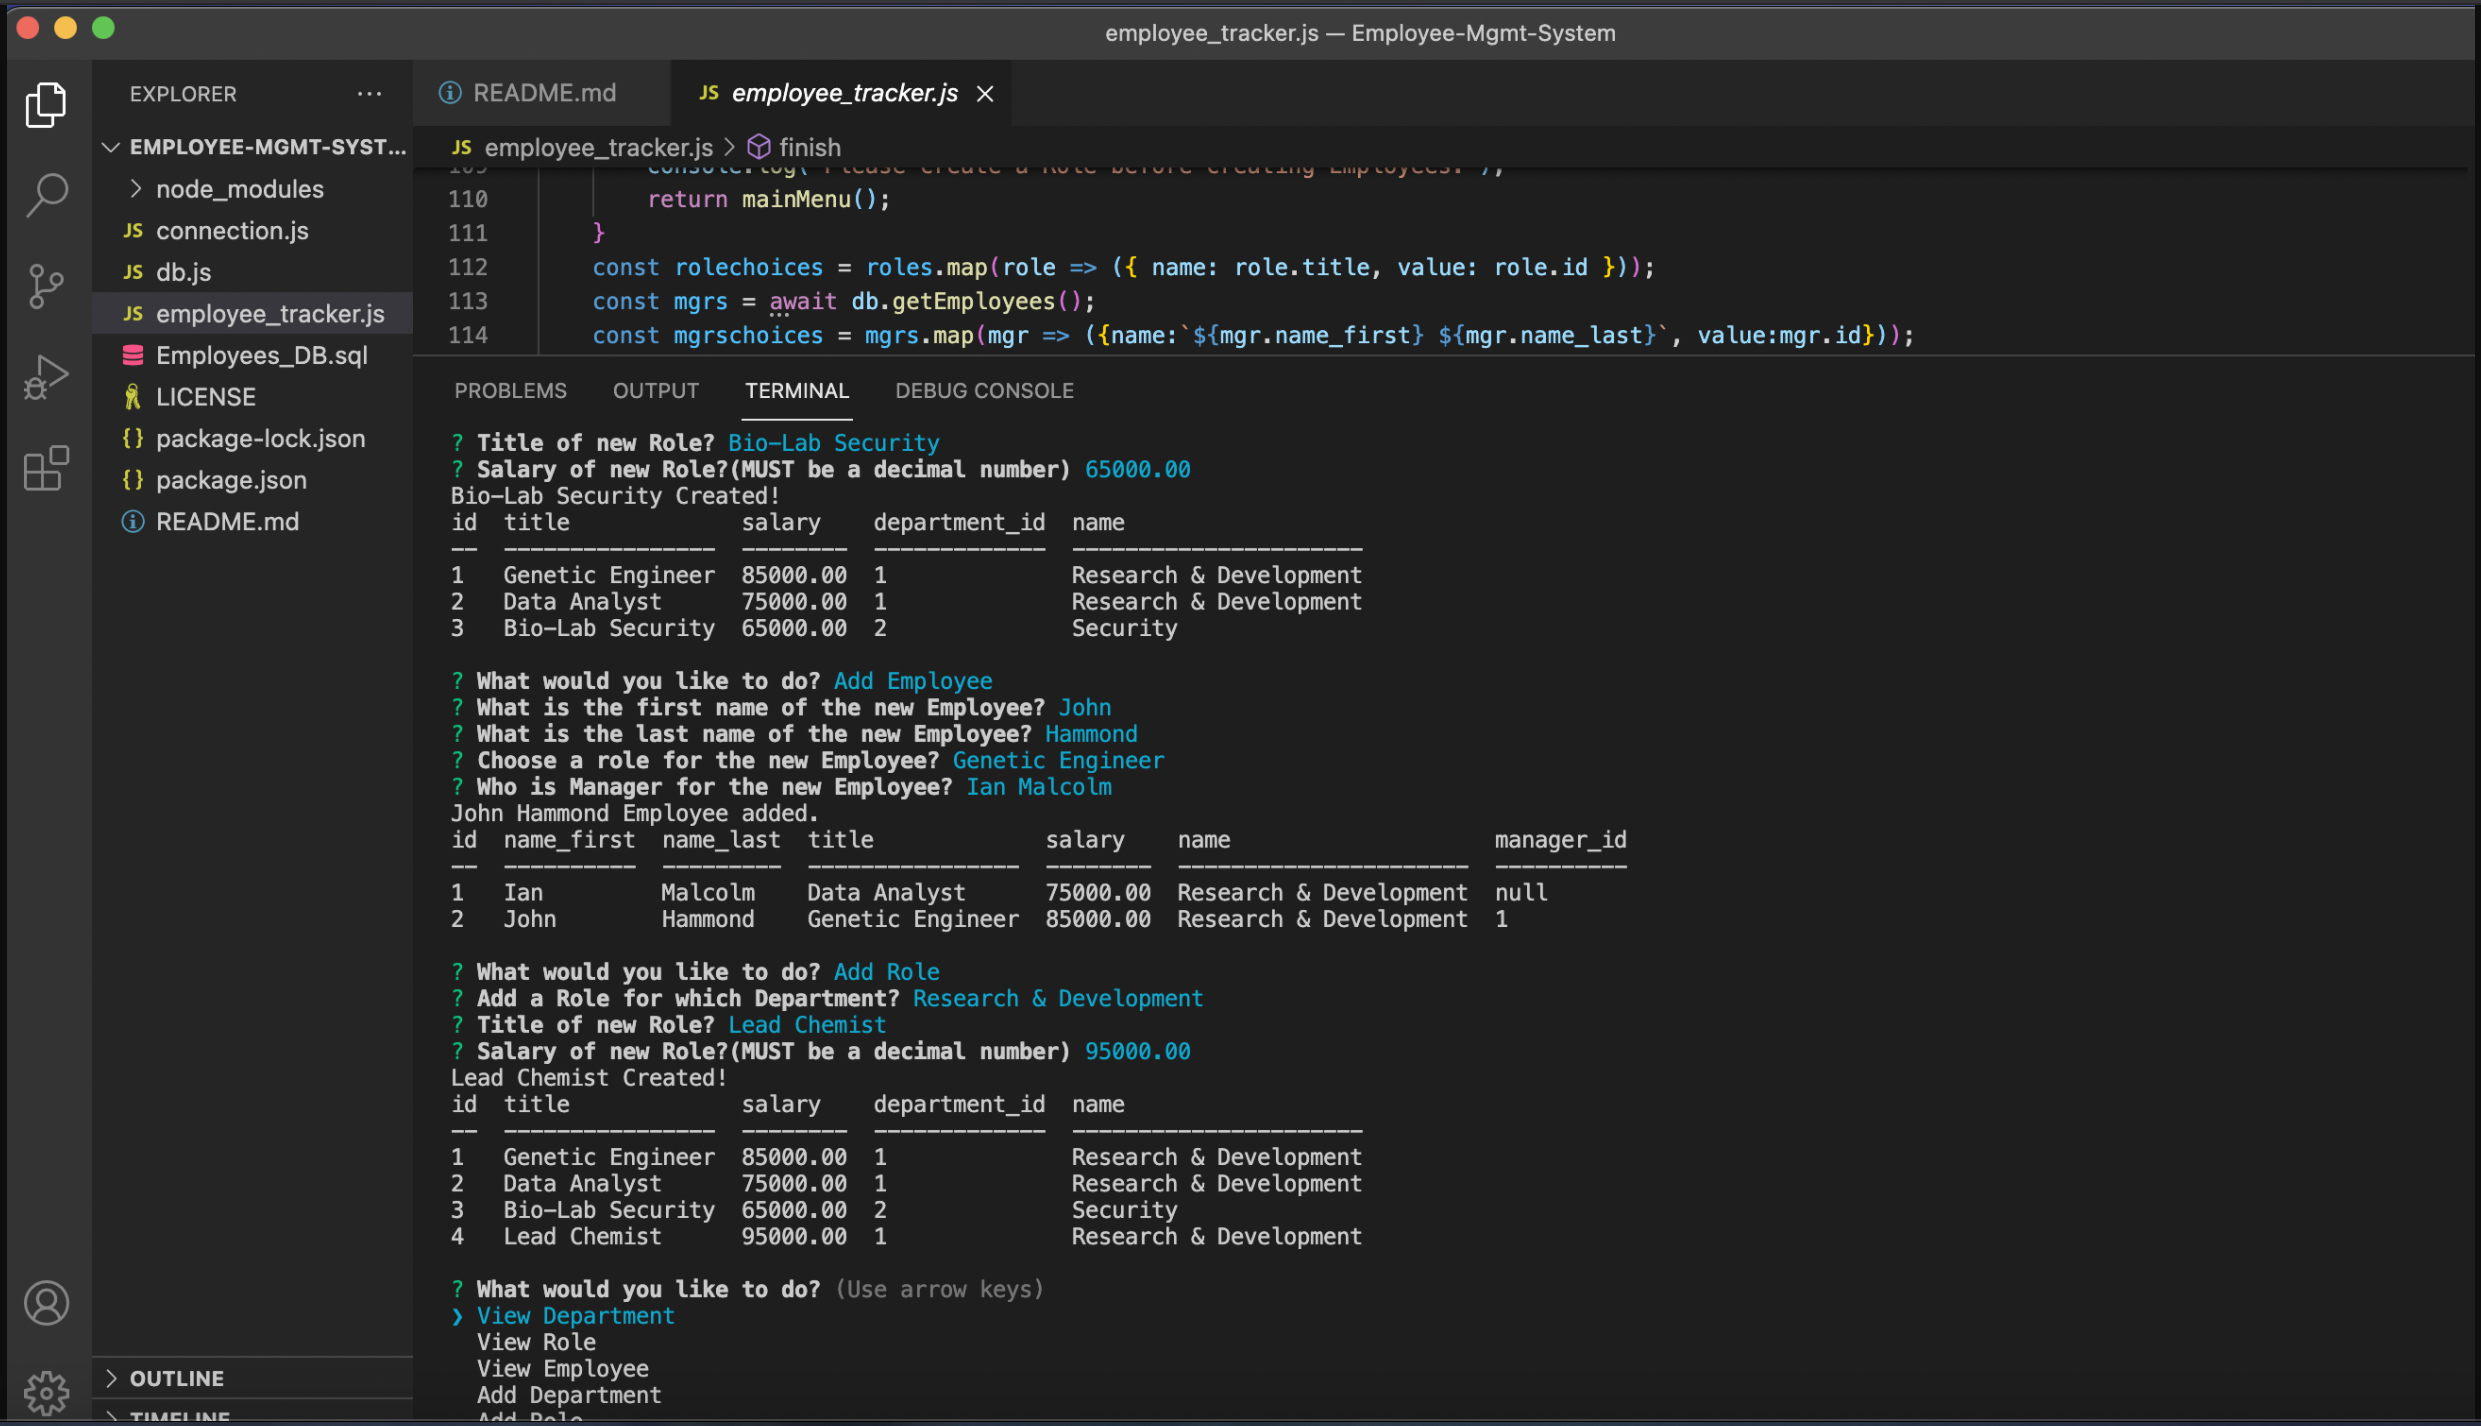 employee_tracker.js — Employee-Mgmt-System
EXPLORER ...
EMPLOYEE-MGMT-SYST...
node_modules
JS connection.js
JS db.js
JS employee_tracker.js
Employees_DB.sql
LICENSE
{} package-lock.json
{} package.json
README.md
OUTLINE
TIMELINE
README.md
JS employee_tracker.js
JS employee_tracker.js > finish
109 console.log("Please create a Role before creating Employees.");
110 return mainMenu();
111 }
112 const rolechoices = roles.map(role => ({ name: role.title, value: role.id }));
113 const mgrs = await db.getEmployees();
114 const mgrschoices = mgrs.map(mgr => ({name:`${mgr.name_first} ${mgr.name_last}`, value:mgr.id}));
PROBLEMS OUTPUT TERMINAL DEBUG CONSOLE
? Title of new Role? Bio-Lab Security
? Salary of new Role?(MUST be a decimal number) 65000.00
Bio-Lab Security Created!
id title salary department_id name
-- ---------------- -------- ------------- ----------------------
1 Genetic Engineer 85000.00 1 Research & Development
2 Data Analyst 75000.00 1 Research & Development
3 Bio-Lab Security 65000.00 2 Security
? What would you like to do? Add Employee
? What is the first name of the new Employee? John
? What is the last name of the new Employee? Hammond
? Choose a role for the new Employee? Genetic Engineer
? Who is Manager for the new Employee? Ian Malcolm
John Hammond Employee added.
id name_first name_last title salary name manager_id
-- ---------- --------- ---------------- -------- ---------------------- ----------
1 Ian Malcolm Data Analyst 75000.00 Research & Development null
2 John Hammond Genetic Engineer 85000.00 Research & Development 1
? What would you like to do? Add Role
? Add a Role for which Department? Research & Development
? Title of new Role? Lead Chemist
? Salary of new Role?(MUST be a decimal number) 95000.00
Lead Chemist Created!
id title salary department_id name
-- ---------------- -------- ------------- ----------------------
1 Genetic Engineer 85000.00 1 Research & Development
2 Data Analyst 75000.00 1 Research & Development
3 Bio-Lab Security 65000.00 2 Security
4 Lead Chemist 95000.00 1 Research & Development
? What would you like to do? (Use arrow keys)
❯ View Department
View Role
View Employee
Add Department
Add Role